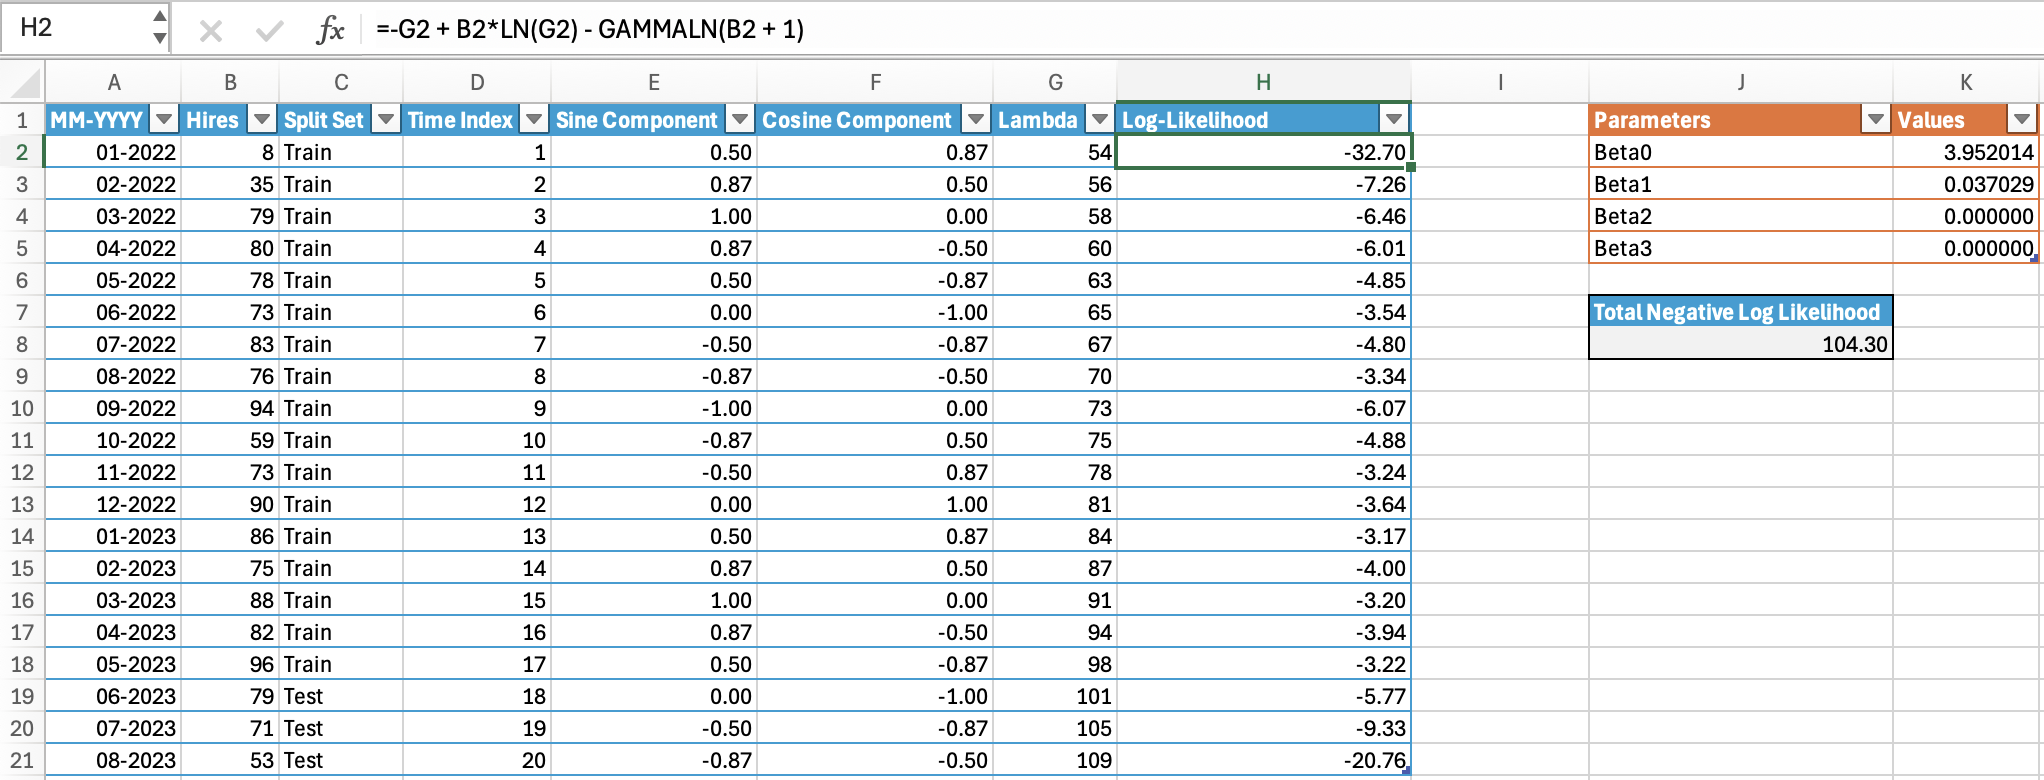 H2 fx =-G2 + B2*LN(G2) - GAMMALN(B2 + 1)
A B C D E F G H I J K
1 MM-YYYY Hires Split Set Time Index Sine Component Cosine Component Lambda Log-Likelihood Parameters Values
2 01-2022 8 Train 1 0.50 0.87 54 -32.70 Beta0 3.952014
3 02-2022 35 Train 2 0.87 0.50 56 -7.26 Beta1 0.037029
4 03-2022 79 Train 3 1.00 0.00 58 -6.46 Beta2 0.000000
5 04-2022 80 Train 4 0.87 -0.50 60 -6.01 Beta3 0.000000
6 05-2022 78 Train 5 0.50 -0.87 63 -4.85
7 06-2022 73 Train 6 0.00 -1.00 65 -3.54 Total Negative Log Likelihood
8 07-2022 83 Train 7 -0.50 -0.87 67 -4.80 104.30
9 08-2022 76 Train 8 -0.87 -0.50 70 -3.34
10 09-2022 94 Train 9 -1.00 0.00 73 -6.07
11 10-2022 59 Train 10 -0.87 0.50 75 -4.88
12 11-2022 73 Train 11 -0.50 0.87 78 -3.24
13 12-2022 90 Train 12 0.00 1.00 81 -3.64
14 01-2023 86 Train 13 0.50 0.87 84 -3.17
15 02-2023 75 Train 14 0.87 0.50 87 -4.00
16 03-2023 88 Train 15 1.00 0.00 91 -3.20
17 04-2023 82 Train 16 0.87 -0.50 94 -3.94
18 05-2023 96 Train 17 0.50 -0.87 98 -3.22
19 06-2023 79 Test 18 0.00 -1.00 101 -5.77
20 07-2023 71 Test 19 -0.50 -0.87 105 -9.33
21 08-2023 53 Test 20 -0.87 -0.50 109 -20.76